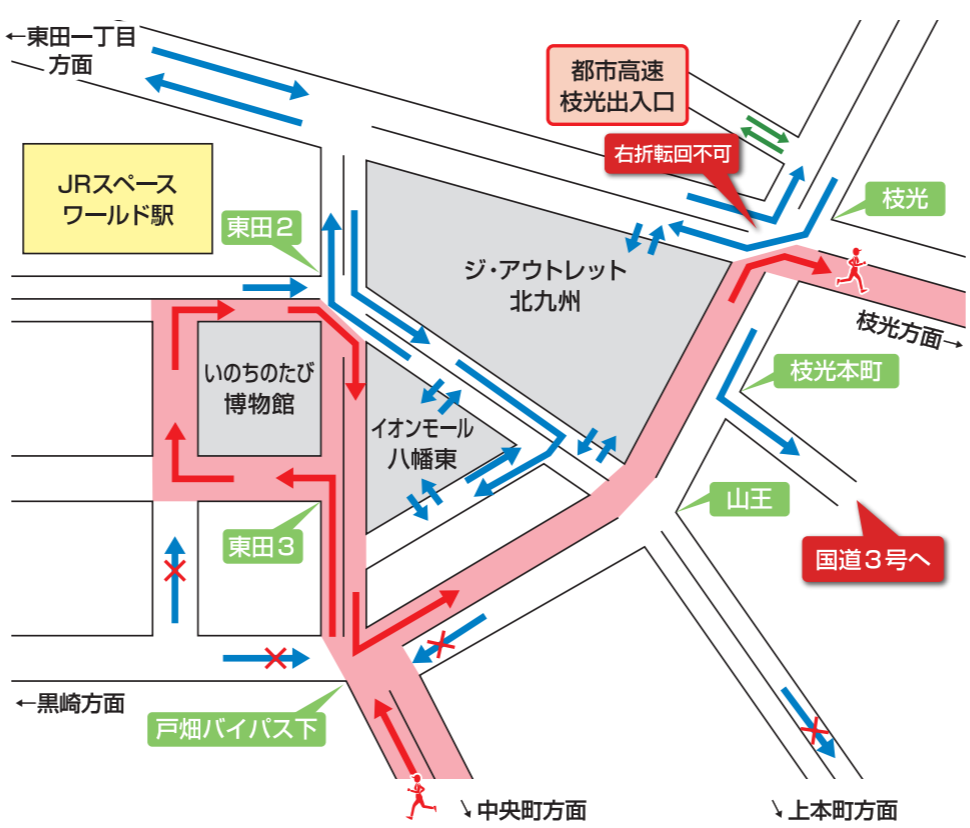 ←東田一丁目
方面
都市高速
枝光出入口
右折転回不可
JRスペース
ワールド駅
東田2
枝光
ジ・アウトレット
北九州
枝光方面→
いのちのたび
博物館
枝光本町
イオンモール
八幡東
山王
東田3
国道3号へ
←黒崎方面
戸畑バイパス下
↘中央町方面
↘上本町方面